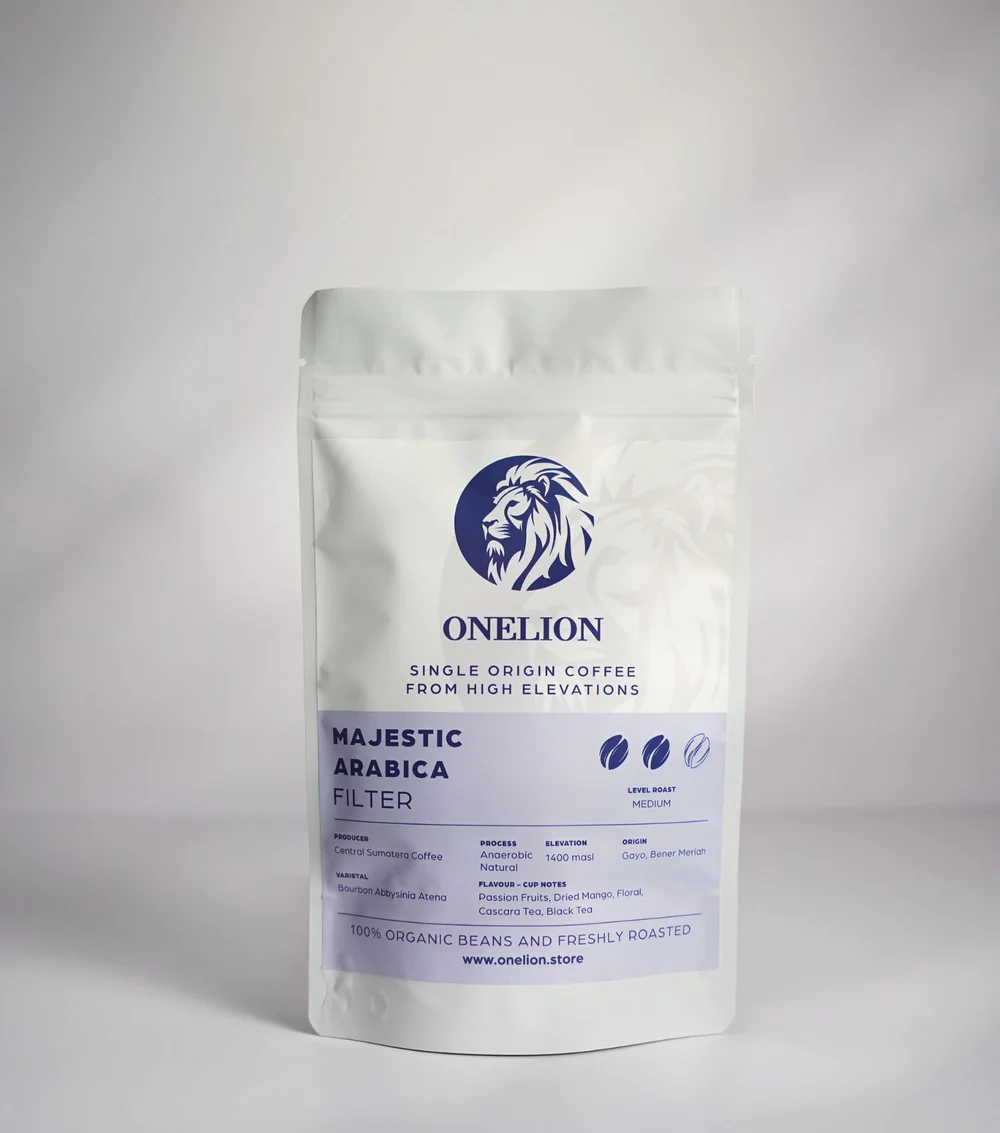 ONELION
SINGLE ORIGIN COFFEE
FROM HIGH ELEVATIONS
MAJESTIC
ARABICA
FILTER
LEVEL ROAST
MEDIUM
PRODUCER
Central Sumatera Coffee
VARIETAL
Bourbon Abbysinia Atena
PROCESS
Anaerobic
Natural
ELEVATION
1400 masl
ORIGIN
Gayo, Bener Meriah
FLAVOUR – CUP NOTES
Passion Fruits, Dried Mango, Floral,
Cascara Tea, Black Tea
100% ORGANIC BEANS AND FRESHLY ROASTED
www.onelion.store